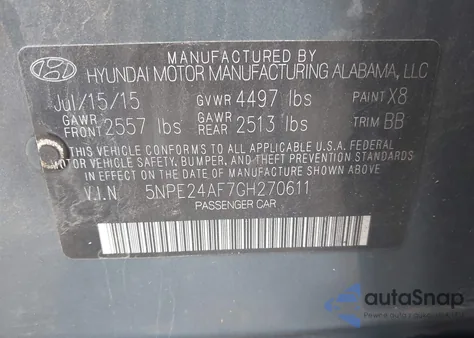 MANUFACTURED BY
HYUNDAI MOTOR MANUFACTURING ALABAMA, LLC
Jul/15/15 GVWR 4497 lbs PAINT X8
GAWR FRONT 2557 lbs GAWR REAR 2513 lbs TRIM BB
THIS VEHICLE CONFORMS TO ALL APPLICABLE
FEDERAL MOTOR VEHICLE SAFETY, BUMPER, AND THEFT PREVENTION STANDARDS
IN EFFECT ON THE DATE OF MANUFACTURE SHOWN ABOVE.
V.I.N 5NPE24AF7GH270611
PASSENGER CAR
autoSnap